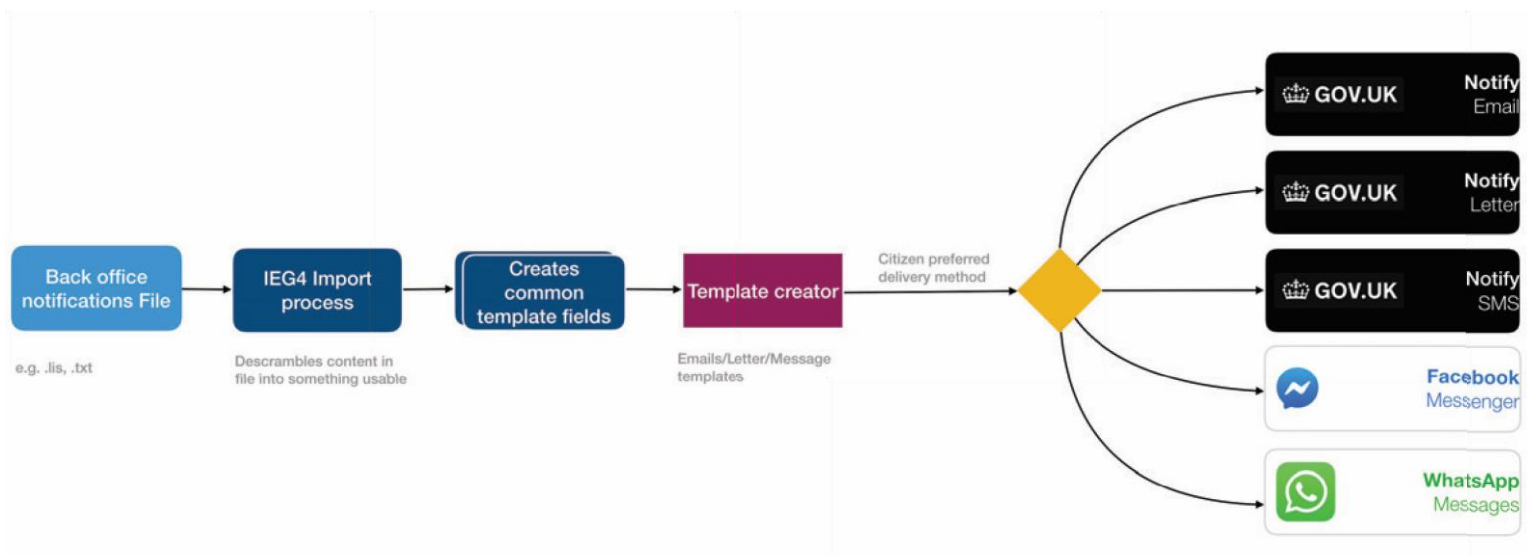 Back office
notifications File
e.g. .lis, .txt
IEG4 Import
process
Descrambles content in
file into something usable
Creates
common
template fields
Template creator
Emails/Letter/Message
templates
Citizen preferred
delivery method
GOV.UK
Notify
Email
GOV.UK
Notify
Letter
GOV.UK
Notify
SMS
Facebook
Messenger
WhatsApp
Messages